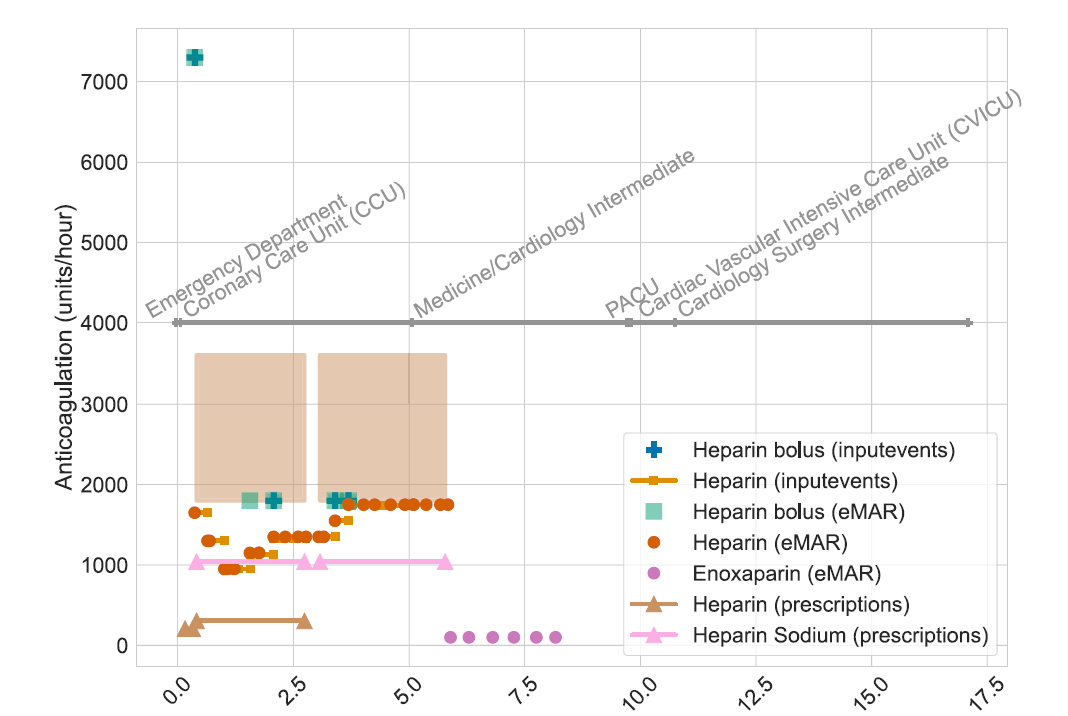 7000
6000
5000
4000
3000
2000
1000
0
Anticoagulation (units/hour)
Emergency Department
Coronary Care Unit (CCU)
Medicine/Cardiology Intermediate
PACU
Cardiac Vascular Intensive Care Unit (CVICU)
Cardiology Surgery Intermediate
Heparin bolus (inputevents)
Heparin (inputevents)
Heparin bolus (eMAR)
Heparin (eMAR)
Enoxaparin (eMAR)
Heparin (prescriptions)
Heparin Sodium (prescriptions)
0.0
2.5
5.0
7.5
10.0
12.5
15.0
17.5